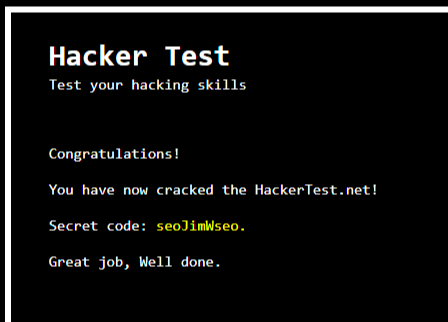 Hacker Test
Test your hacking skills
Congratulations!
You have now cracked the HackerTest.net!
Secret code: seoJimWseo.
Great job, Well done.